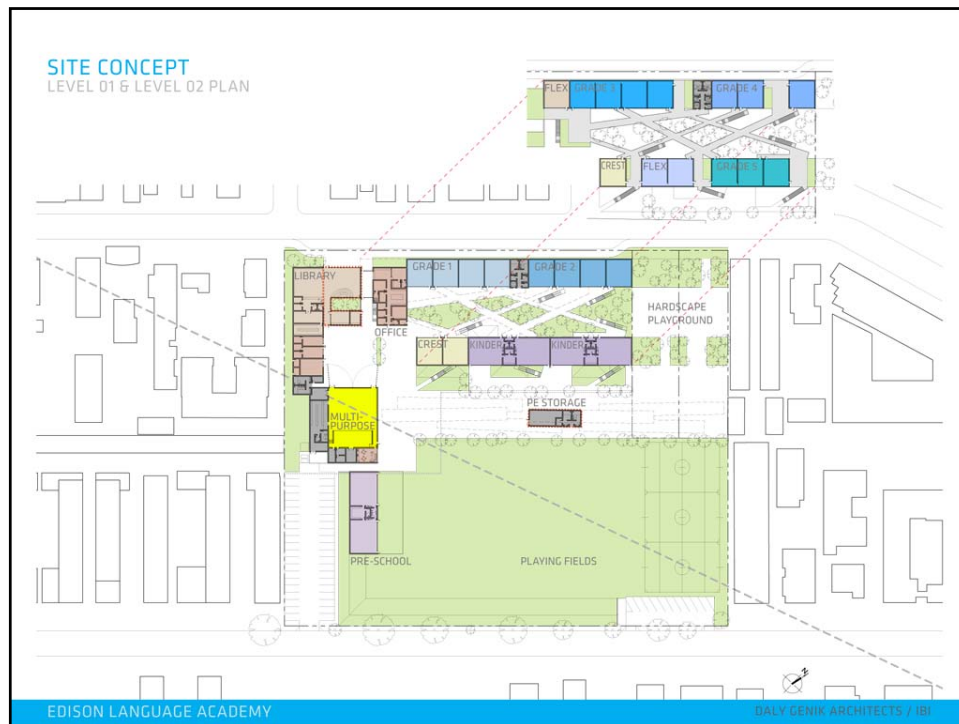 SITE CONCEPT
LEVEL 01 & LEVEL 02 PLAN
FLEX
GRADE 3
GRADE 4
CREST
FLEX
GRADE 5
LIBRARY
GRADE 1
GRADE 2
OFFICE
HARDSCAPE
PLAYGROUND
CREST
KINDER
KINDER
PE STORAGE
MULTI-
PURPOSE
PRE-SCHOOL
PLAYING FIELDS
N
EDISON LANGUAGE ACADEMY
DALY GENIK ARCHITECTS / IBI